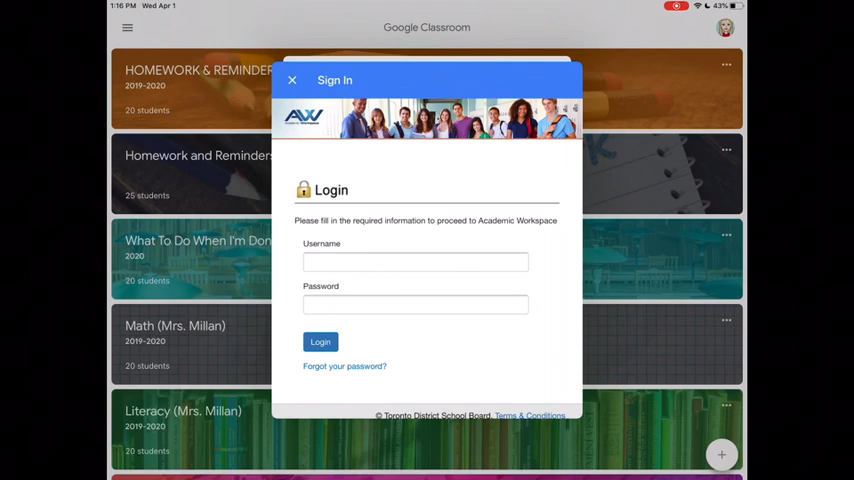 1:16 PM Wed Apr 1
43%
Google Classroom
HOMEWORK & REMINDER
2019-2020
20 students
Sign In
AW
Academic Workspace
Homework and Reminders
25 students
Login
Please fill in the required information to proceed to Academic Workspace
Username
What To Do When I'm Don
2020
20 students
Password
Math (Mrs. Millan)
2019-2020
20 students
Login
Forgot your password?
Literacy (Mrs. Millan)
2019-2020
20 students
© Toronto District School Board. Terms & Conditions